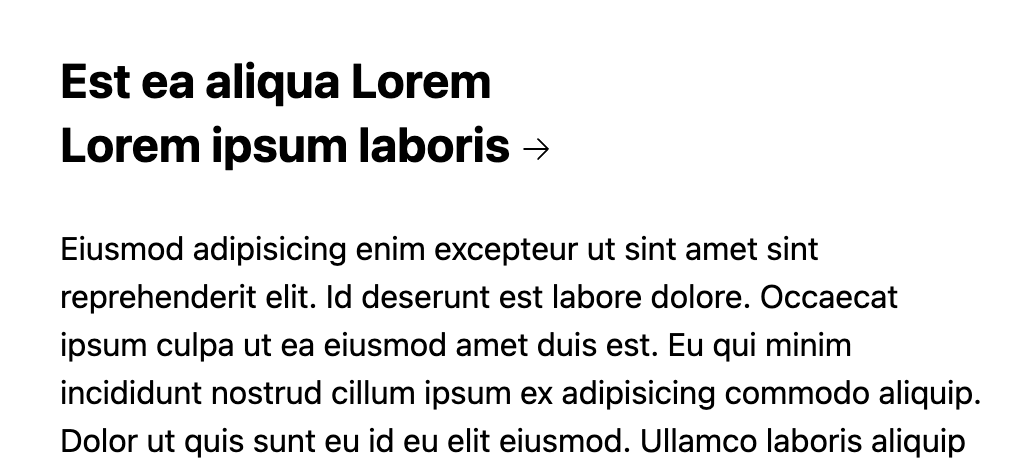 Est ea aliqua Lorem
Lorem ipsum laboris →
Eiusmod adipisicing enim excepteur ut sint amet sint
reprehenderit elit. Id deserunt est labore dolore. Occaecat
ipsum culpa ut ea eiusmod amet duis est. Eu qui minim
incididunt nostrud cillum ipsum ex adipisicing commodo aliquip.
Dolor ut quis sunt eu id eu elit eiusmod. Ullamco laboris aliquip